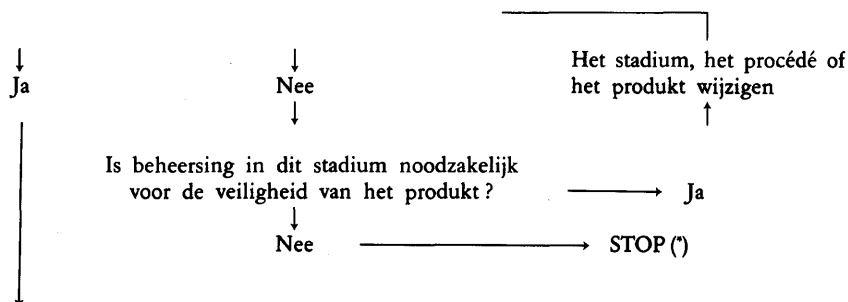 Het stadium, het procédé of
het produkt wijzigen
Ja
Nee
Is beheersing in dit stadium noodzakelijk
voor de veiligheid van het produkt?
Ja
Nee
STOP (*)